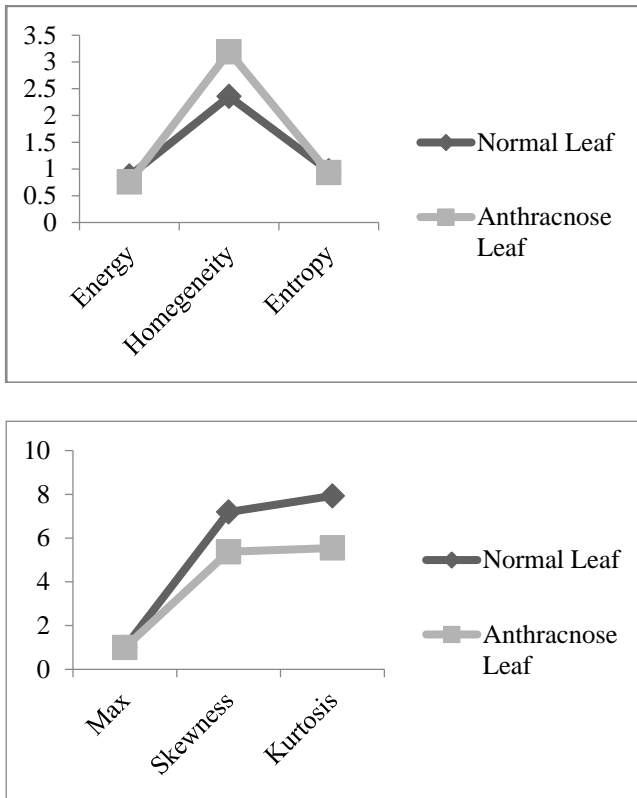 3.5
3
2.5
2
1.5
1
0.5
0
Energy
Homegeneity
Entropy
Normal Leaf
Anthracnose
Leaf
10
8
6
4
2
0
Max
Skewness
Kurtosis
Normal Leaf
Anthracnose
Leaf